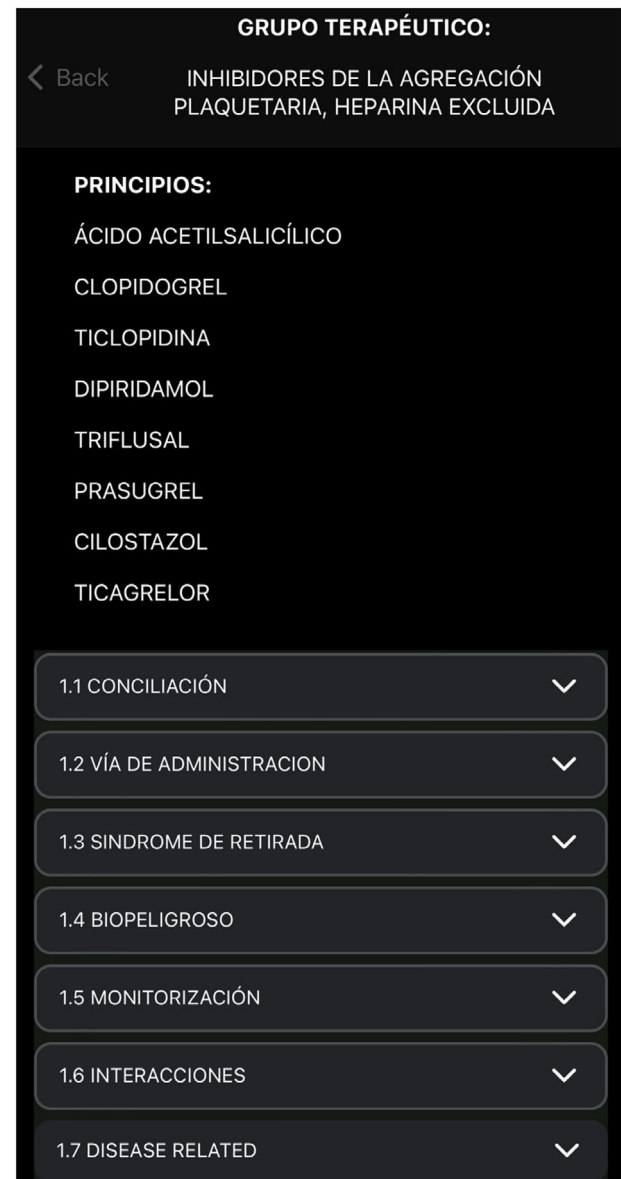 GRUPO TERAPÉUTICO:
Back
INHIBIDORES DE LA AGREGACIÓN
PLAQUETARIA, HEPARINA EXCLUIDA
PRINCIPIOS:
ÁCIDO ACETILSALICÍLICO
CLOPIDOGREL
TICLOPIDINA
DIPIRIDAMOL
TRIFLUSAL
PRASUGREL
CILOSTAZOL
TICAGRELOR
1.1 CONCILIACIÓN
1.2 VÍA DE ADMINISTRACION
1.3 SINDROME DE RETIRADA
1.4 BIOPELIGROSO
1.5 MONITORIZACIÓN
1.6 INTERACCIONES
1.7 DISEASE RELATED